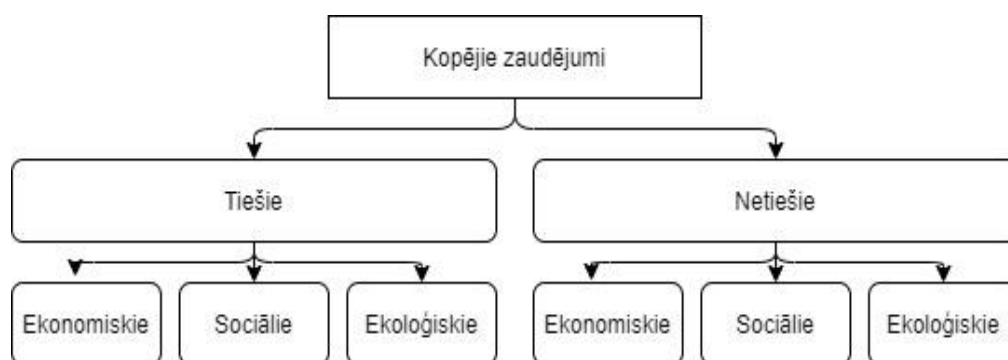 Kopējie zaudējumi
Tiešie
Netiešie
Ekonomiskie
Sociālie
Ekoloģiskie
Ekonomiskie
Sociālie
Ekoloģiskie